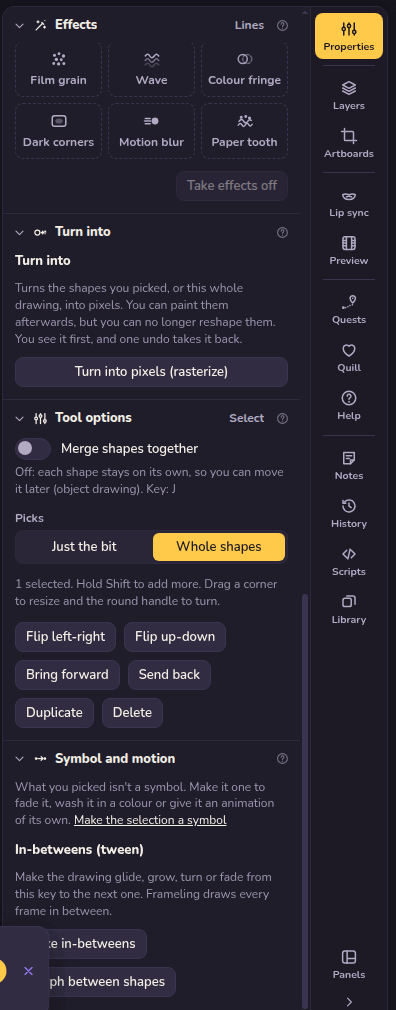 Effects
Lines
Film grain
Wave
Colour fringe
Dark corners
Motion blur
Paper tooth
Take effects off
Turn into
Turn into
Turns the shapes you picked, or this whole
drawing, into pixels. You can paint them
afterwards, but you can no longer reshape them.
You see it first, and one undo takes it back.
Turn into pixels (rasterize)
Tool options
Select
Merge shapes together
Off: each shape stays on its own, so you can move
it later (object drawing). Key: J
Picks
Just the bit
Whole shapes
1 selected. Hold Shift to add more. Drag a corner
to resize and the round handle to turn.
Flip left-right
Flip up-down
Bring forward
Send back
Duplicate
Delete
Symbol and motion
What you picked isn't a symbol. Make it one to
fade it, wash it in a colour or give it an animation
of its own. Make the selection a symbol
In-betweens (tween)
Make the drawing glide, grow, turn or fade from
this key to the next one. Frameling draws every
frame in between.
in-betweens
between shapes
Properties
Layers
Artboards
Lip sync
Preview
Quests
Quill
Help
Notes
History
Scripts
Library
Panels